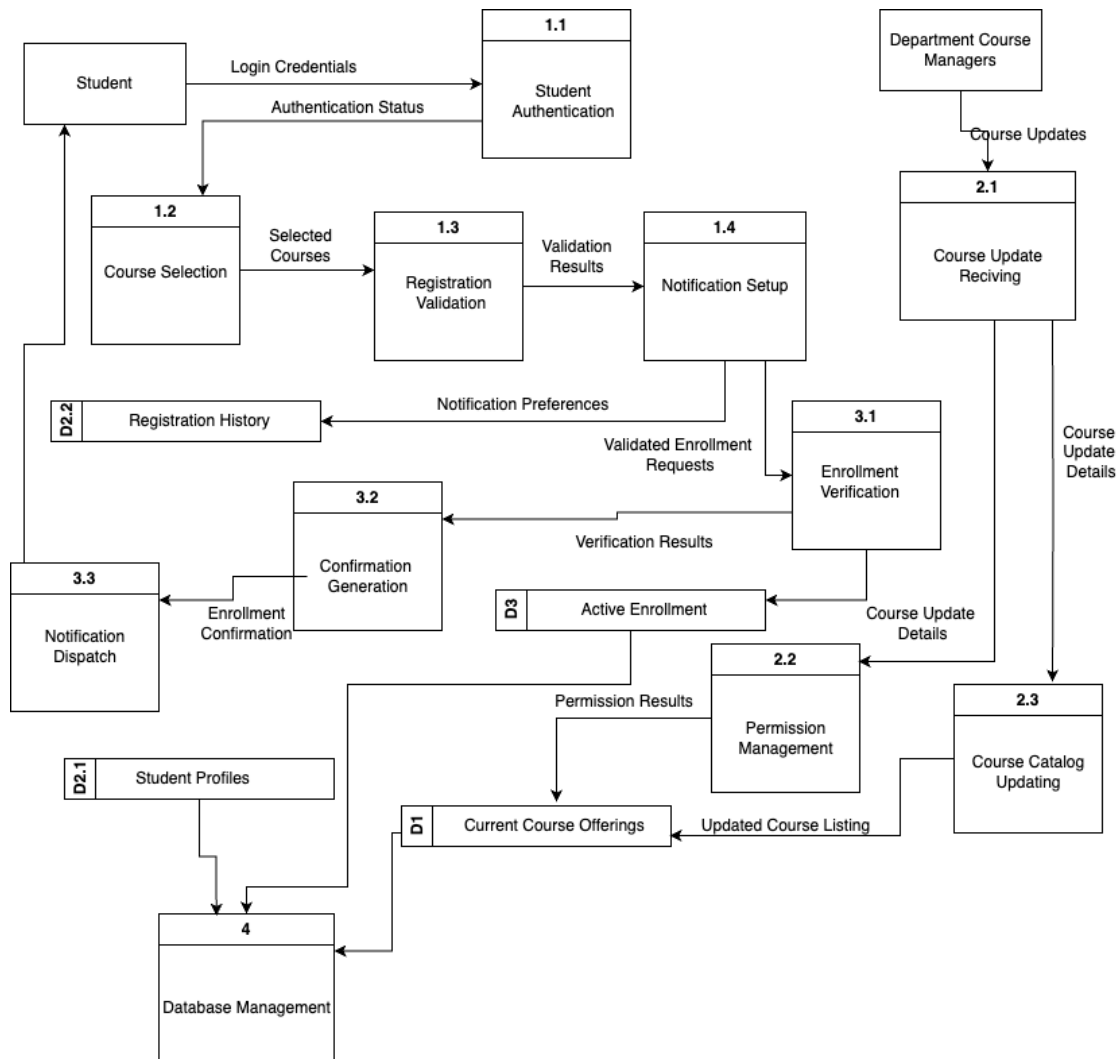 1.1
Student
Authentication
Department Course
Managers
Student
Login Credentials
Authentication Status
Course Updates
1.2
Course Selection
Selected
Courses
1.3
Registration
Validation
Validation
Results
1.4
Notification Setup
2.1
Course Update
Reciving
D2.2
Registration History
Notification Preferences
Validated Enrollment
Requests
3.1
Enrollment
Verification
Course
Update
Details
3.2
Confirmation
Generation
Verification Results
3.3
Notification
Dispatch
Enrollment
Confirmation
D3
Active Enrollment
Course Update
Details
2.2
Permission
Management
Permission Results
2.3
Course Catalog
Updating
D2.1
Student Profiles
D1
Current Course Offerings
Updated Course Listing
4
Database Management